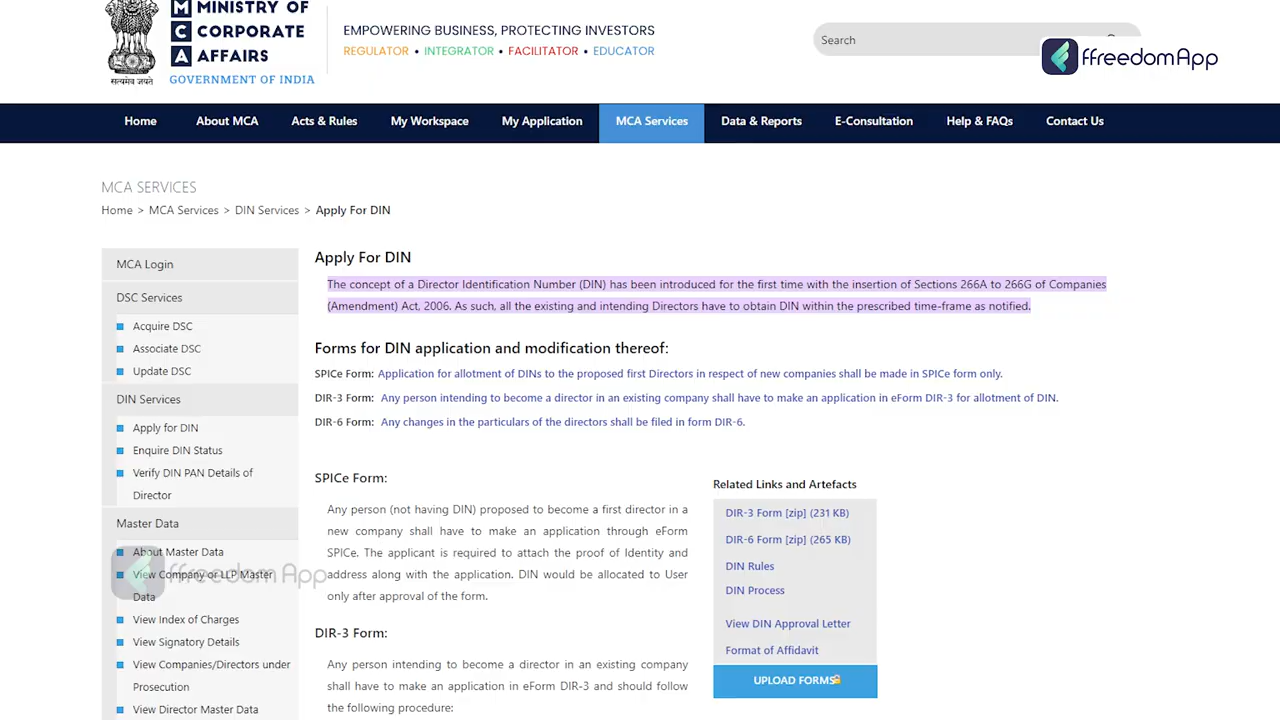 MINISTRY OF
CORPORATE
AFFAIRS
M
C
A
सत्यमेव जयते
GOVERNMENT OF INDIA
EMPOWERING BUSINESS, PROTECTING INVESTORS
REGULATOR • INTEGRATOR • FACILITATOR • EDUCATOR
Search
ffreedomApp
Home About MCA Acts & Rules My Workspace My Application MCA Services Data & Reports E-Consultation Help & FAQs Contact Us
MCA SERVICES
Home > MCA Services > DIN Services > Apply For DIN
MCA Login
DSC Services
Acquire DSC
Associate DSC
Update DSC
DIN Services
Apply for DIN
Enquire DIN Status
Verify DIN PAN Details of
Director
Master Data
About Master Data
View Company or LLP Master
Data
View Index of Charges
View Signatory Details
View Companies/Directors under
Prosecution
View Director Master Data
ffreedom App
Apply For DIN
The concept of a Director Identification Number (DIN) has been introduced for the first time with the insertion of Sections 266A to 266G of Companies
(Amendment) Act, 2006. As such, all the existing and intending Directors have to obtain DIN within the prescribed time-frame as notified.
Forms for DIN application and modification thereof:
SPICe Form: Application for allotment of DINs to the proposed first Directors in respect of new companies shall be made in SPICe form only.
DIR-3 Form: Any person intending to become a director in an existing company shall have to make an application in eForm DIR-3 for allotment of DIN.
DIR-6 Form: Any changes in the particulars of the directors shall be filed in form DIR-6.
SPICe Form:
Any person (not having DIN) proposed to become a first director in a
new company shall have to make an application through eForm
SPICe. The applicant is required to attach the proof of Identity and
address along with the application. DIN would be allocated to User
only after approval of the form.
DIR-3 Form:
Any person intending to become a director in an existing company
shall have to make an application in eForm DIR-3 and should follow
the following procedure:
Related Links and Artefacts
DIR-3 Form [zip] (231 KB)
DIR-6 Form [zip] (265 KB)
DIN Rules
DIN Process
View DIN Approval Letter
Format of Affidavit
UPLOAD FORMS